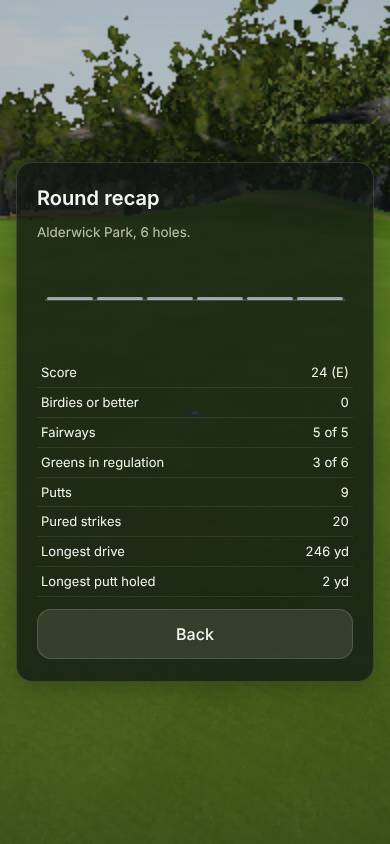 Round recap
Alderwick Park, 6 holes.
Score 24 (E)
Birdies or better 0
Fairways 5 of 5
Greens in regulation 3 of 6
Putts 9
Pured strikes 20
Longest drive 246 yd
Longest putt holed 2 yd
Back